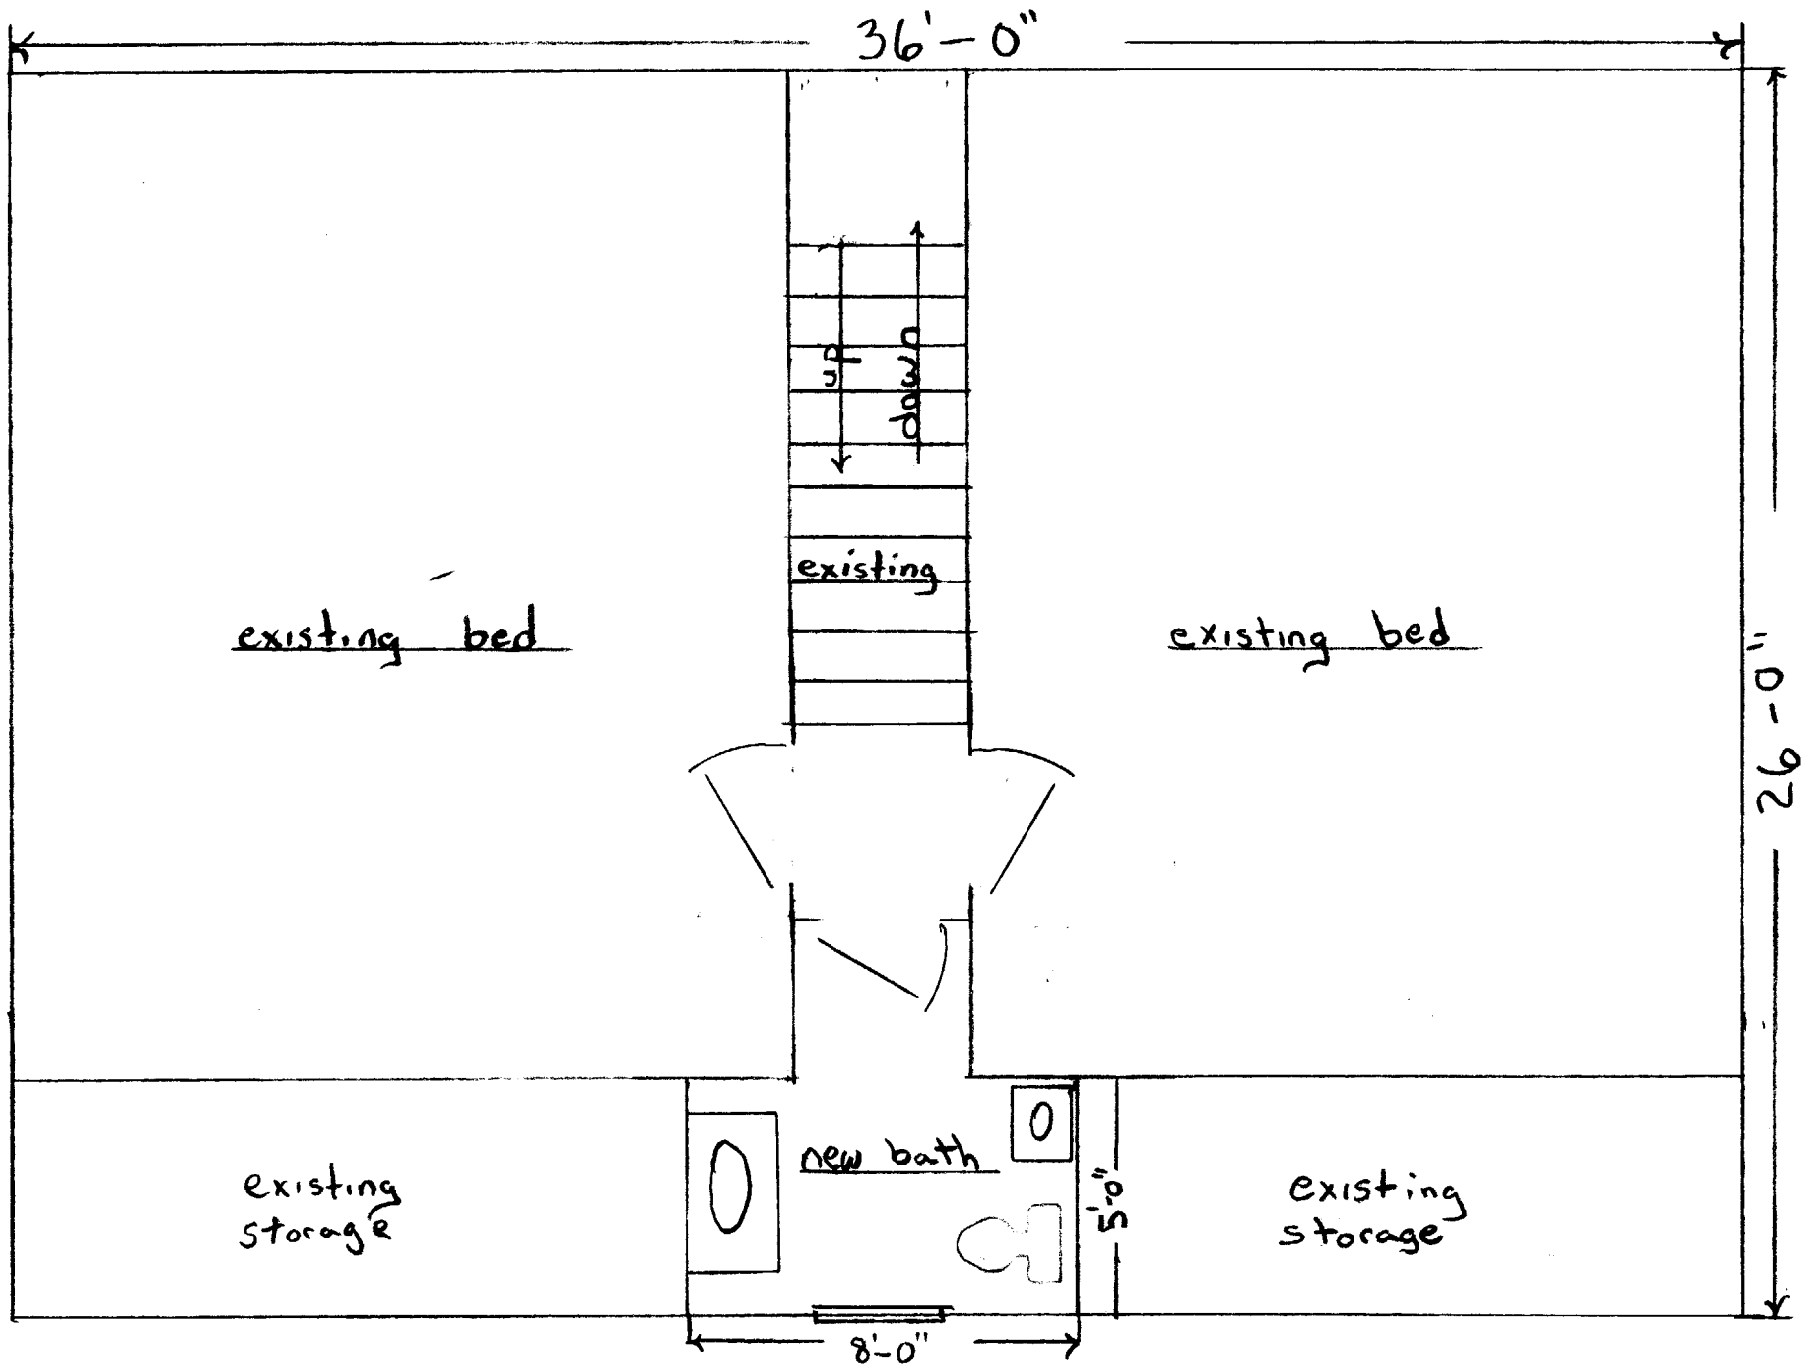 36'-0"
up
down
existing
existing bed
existing bed
26'-0"
new bath
existing
storage
5'-0"
existing
storage
8'-0"